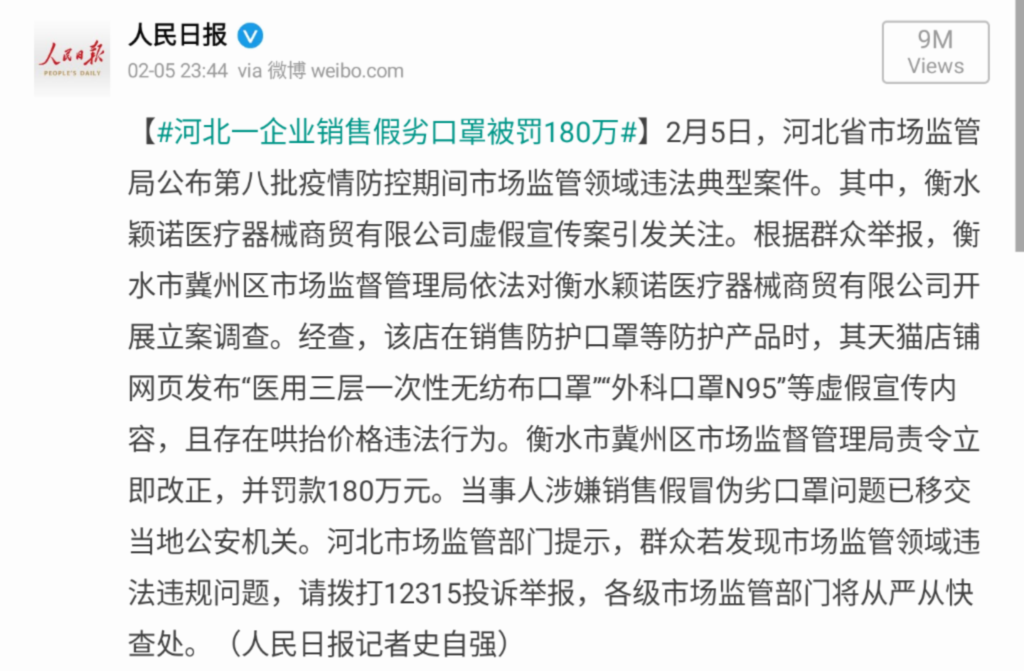 人民日報
PEOPLE'S DAILY
人民日报
02-05 23:44 via 微博 weibo.com
9M
Views
【#河北一企业销售假劣口罩被罚180万#】2月5日，河北省市场监管
局公布第八批疫情防控期间市场监管领域违法典型案件。其中，衡水
颖诺医疗器械商贸有限公司虚假宣传案引发关注。根据群众举报，衡
水市冀州区市场监督管理局依法对衡水颖诺医疗器械商贸有限公司开
展立案调查。经查，该店在销售防护口罩等防护产品时，其天猫店铺
网页发布“医用三层一次性无纺布口罩”“外科口罩N95”等虚假宣传内
容，且存在哄抬价格违法行为。衡水市冀州区市场监督管理局责令立
即改正，并罚款180万元。当事人涉嫌销售假冒伪劣口罩问题已移交
当地公安机关。河北市场监管部门提示，群众若发现市场监管领域违
法违规问题，请拨打12315投诉举报，各级市场监管部门将从严从快
查处。（人民日报记者史自强）